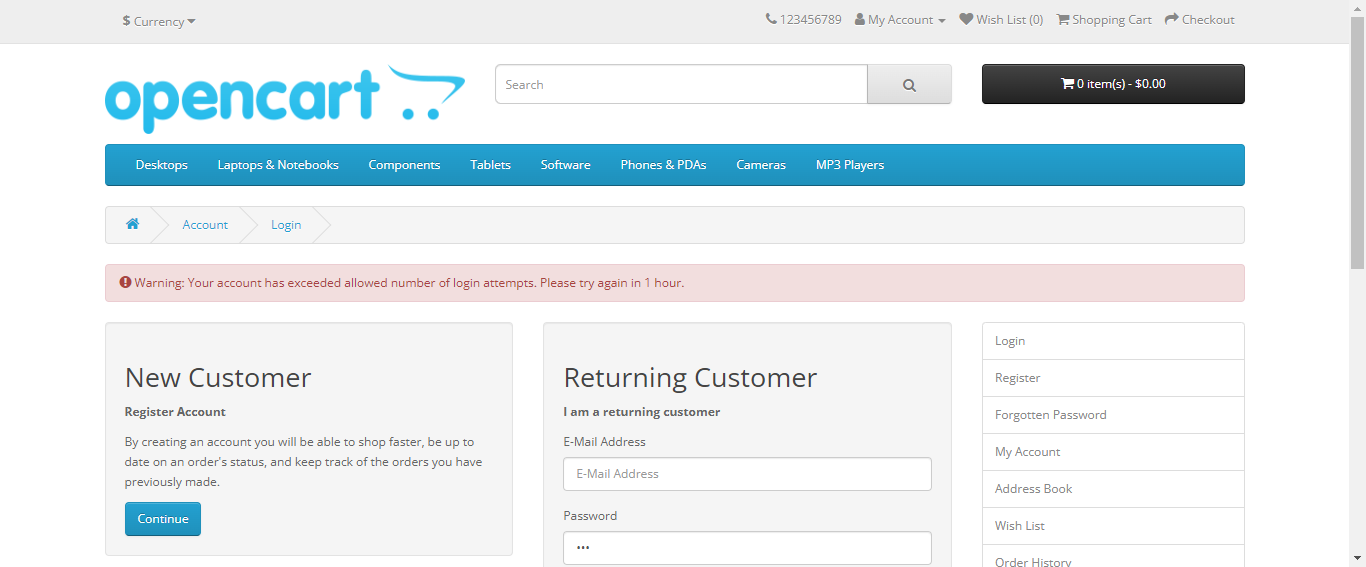 $ Currency
123456789 My Account Wish List (0) Shopping Cart Checkout
opencart
Search
0 item(s) - $0.00
Desktops Laptops & Notebooks Components Tablets Software Phones & PDAs Cameras MP3 Players
Account Login
Warning: Your account has exceeded allowed number of login attempts. Please try again in 1 hour.
New Customer
Register Account
By creating an account you will be able to shop faster, be up to
date on an order's status, and keep track of the orders you have
previously made.
Continue
Returning Customer
I am a returning customer
E-Mail Address
E-Mail Address
Password
•••
Login
Register
Forgotten Password
My Account
Address Book
Wish List
Order History